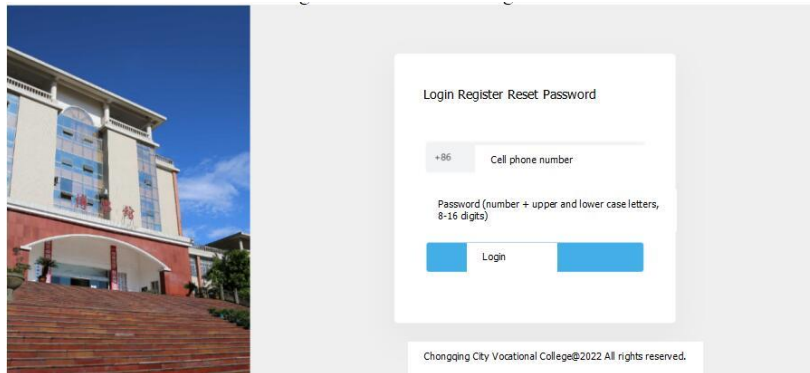 Login Register Reset Password
+86 Cell phone number
Password (number + upper and lower case letters,
8-16 digits)
Login
Chongqing City Vocational College@2022 All rights reserved.